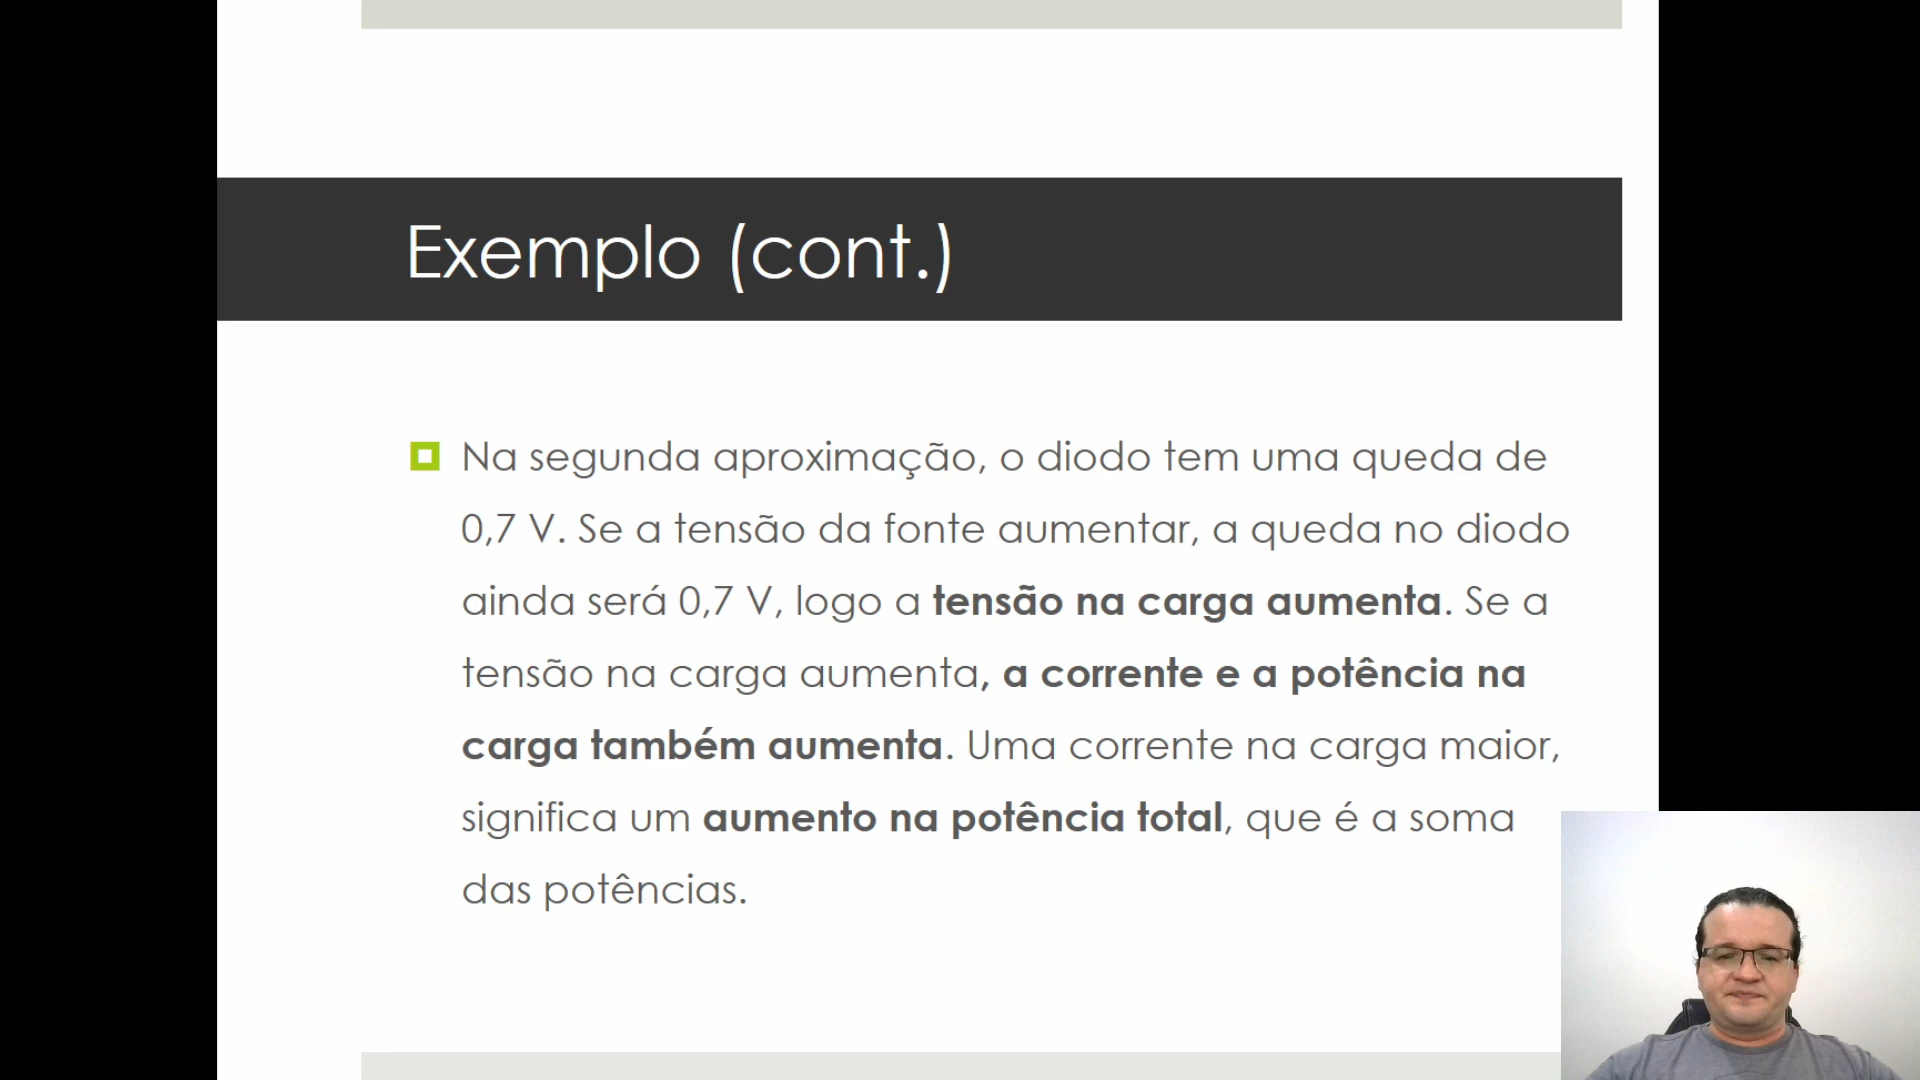 Exemplo (cont.)
Na segunda aproximação, o diodo tem uma queda de
0,7 V. Se a tensão da fonte aumentar, a queda no diodo
ainda será 0,7 V, logo a tensão na carga aumenta. Se a
tensão na carga aumenta, a corrente e a potência na
carga também aumenta. Uma corrente na carga maior,
significa um aumento na potência total, que é a soma
das potências.